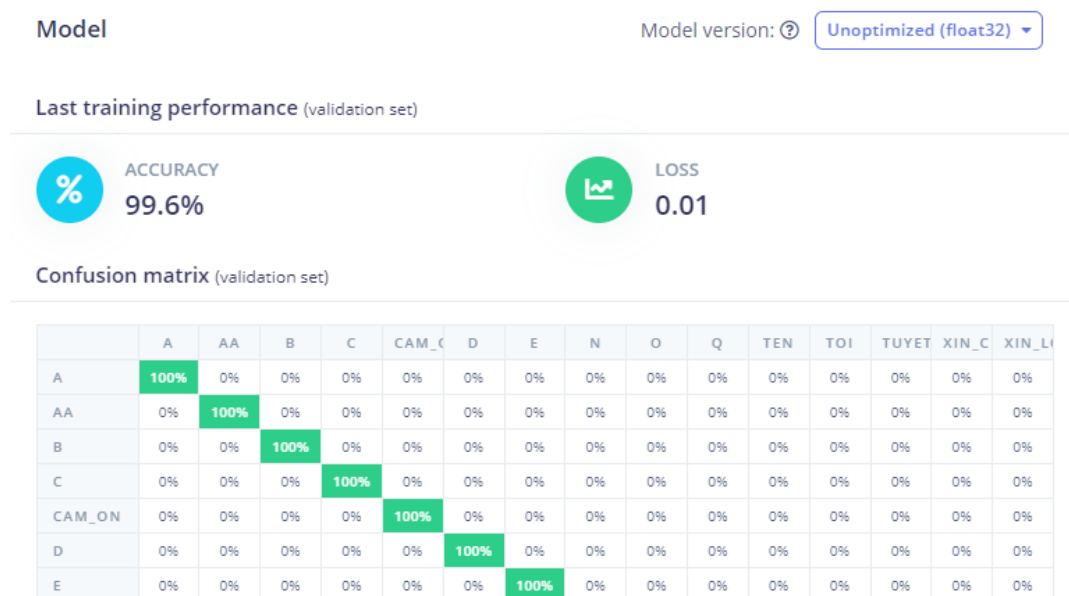 Model
Model version: ? Unoptimized (float32)
Last training performance (validation set)
% ACCURACY
99.6%
LOSS
0.01
Confusion matrix (validation set)
A AA B C CAM_ D E N O Q TEN TOI TUYET XIN_C XIN_L
A 100% 0% 0% 0% 0% 0% 0% 0% 0% 0% 0% 0% 0% 0% 0%
AA 0% 100% 0% 0% 0% 0% 0% 0% 0% 0% 0% 0% 0% 0% 0%
B 0% 0% 100% 0% 0% 0% 0% 0% 0% 0% 0% 0% 0% 0% 0%
C 0% 0% 0% 100% 0% 0% 0% 0% 0% 0% 0% 0% 0% 0% 0%
CAM_ON 0% 0% 0% 0% 100% 0% 0% 0% 0% 0% 0% 0% 0% 0% 0%
D 0% 0% 0% 0% 0% 100% 0% 0% 0% 0% 0% 0% 0% 0% 0%
E 0% 0% 0% 0% 0% 0% 100% 0% 0% 0% 0% 0% 0% 0% 0%